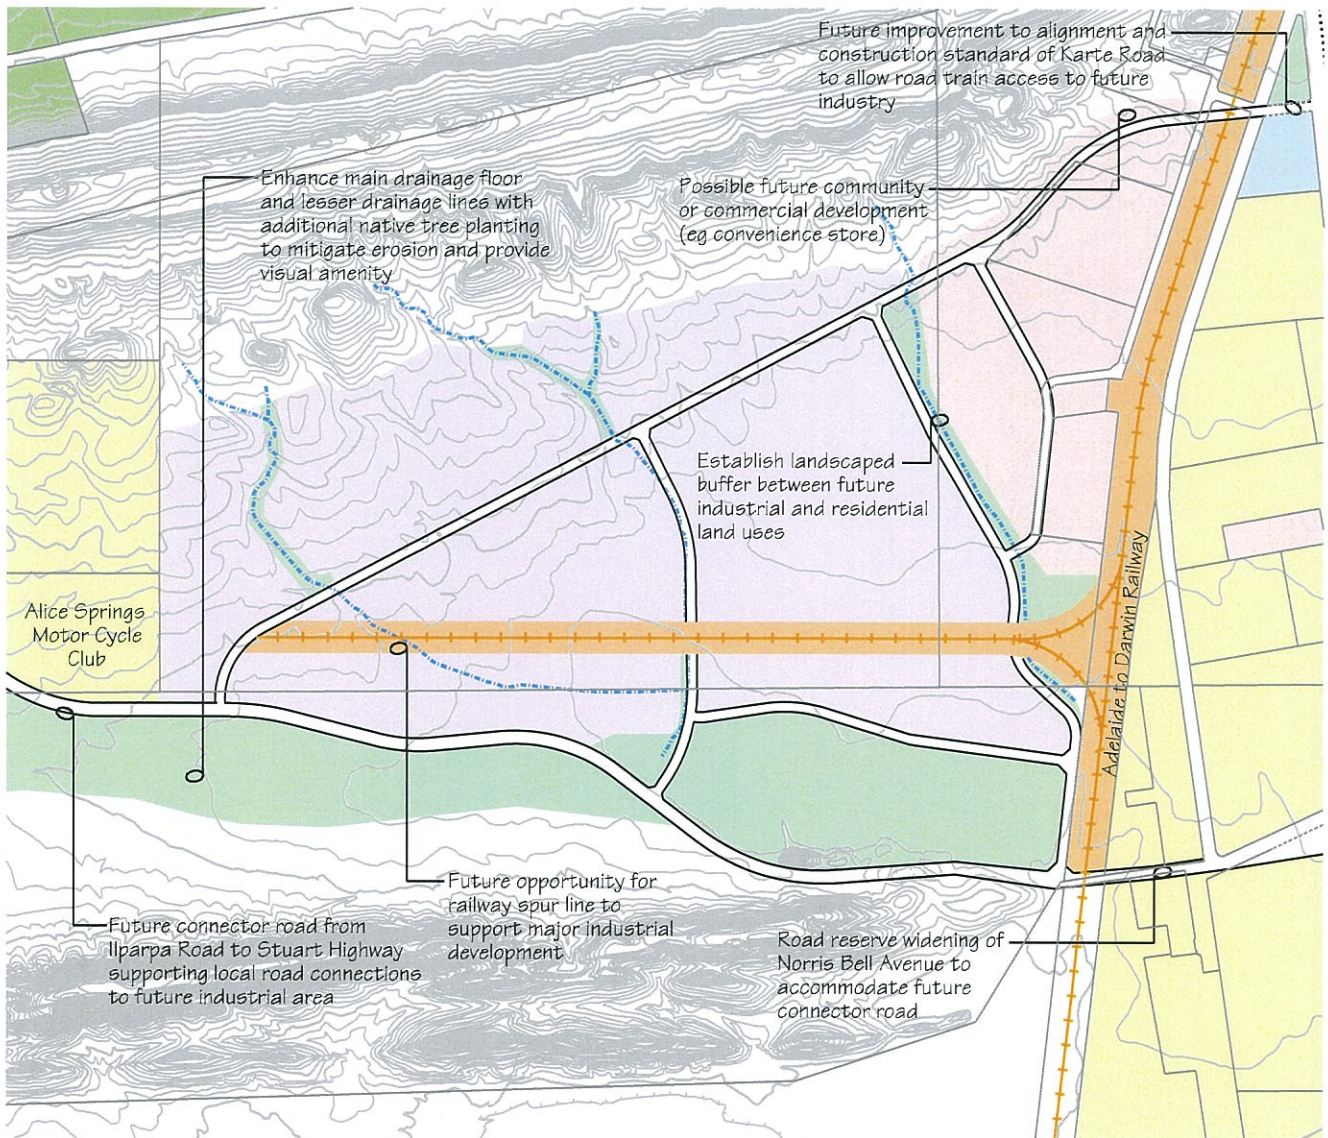 Future improvement to alignment and
construction standard of Karte Road
to allow road train access to future
industry
Enhance main drainage floor
and lesser drainage lines with
additional native tree planting
to mitigate erosion and provide
visual amenity
Possible future community
or commercial development
(eg convenience store)
Establish landscaped
buffer between future
industrial and residential
land uses
Alice Springs
Motor Cycle
Club
Adelaide to Darwin Railway
Future opportunity for
railway spur line to
support major industrial
development
Future connector road from
Ilparpa Road to Stuart Highway
supporting local road connections
to future industrial area
Road reserve widening of
Norris Bell Avenue to
accommodate future
connector road